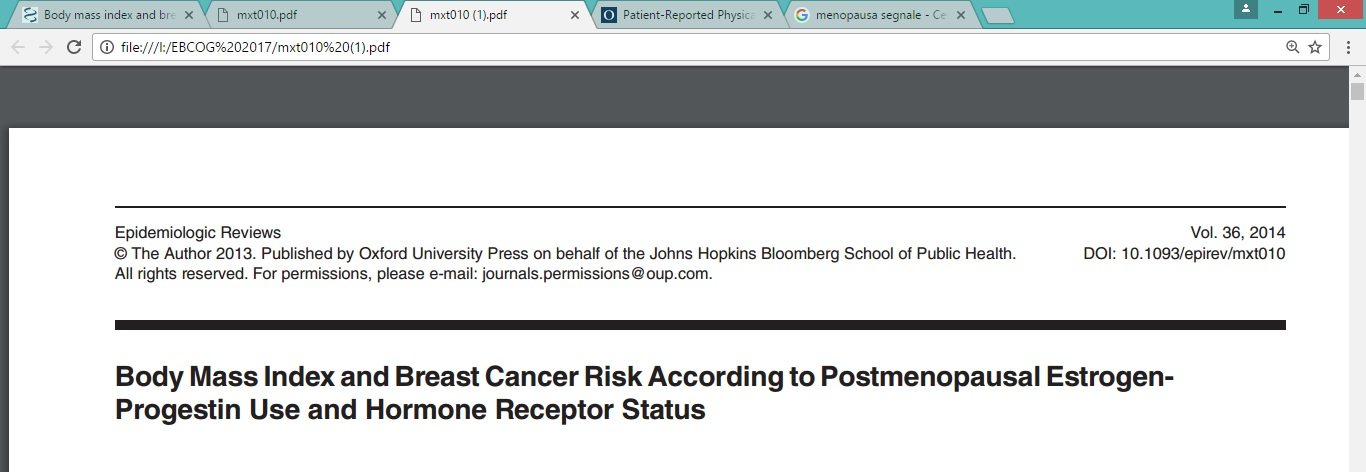 Body mass index and bre
mxt010.pdf
mxt010 (1).pdf
Patient-Reported Physica
menopausa segnale - Ce
file:///I:/EBCOG%202017/mxt010%20(1).pdf
Epidemiologic Reviews
Vol. 36, 2014
© The Author 2013. Published by Oxford University Press on behalf of the Johns Hopkins Bloomberg School of Public Health.
DOI: 10.1093/epirev/mxt010
All rights reserved. For permissions, please e-mail: journals.permissions@oup.com.
Body Mass Index and Breast Cancer Risk According to Postmenopausal Estrogen-
Progestin Use and Hormone Receptor Status